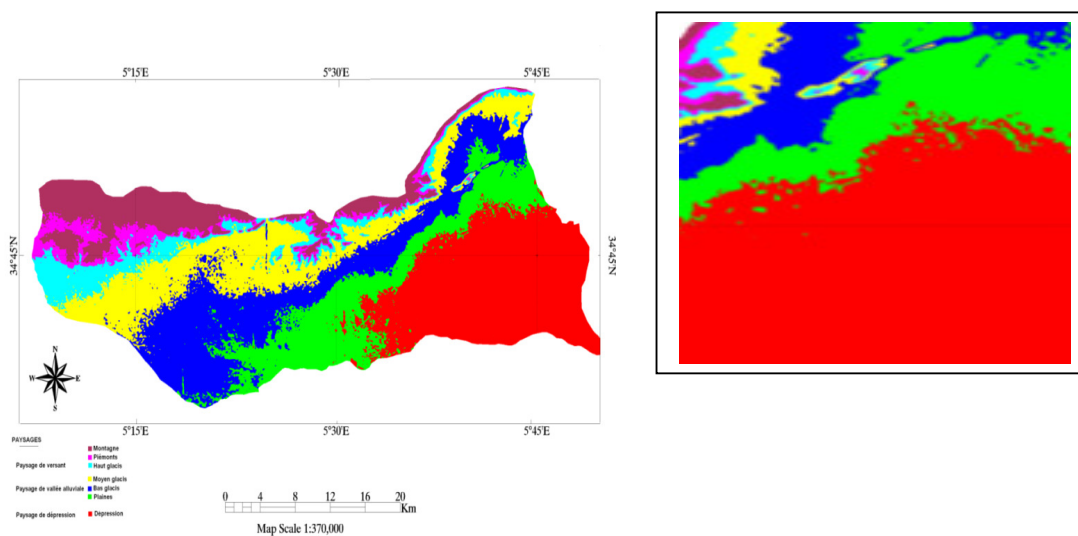 5°15'E 5°30'E 5°45'E
34°45'N 34°45'N
N
W E
S
5°15'E 5°30'E 5°45'E
PAYSAGES
Montagne
Piémonts
Paysage de versant Haut glacis
Moyen glacis
Paysage de vallée alluviale Bas glacis
Plaines
Paysage de dépression Dépression
0 4 8 12 16 20
Km
Map Scale 1:370,000